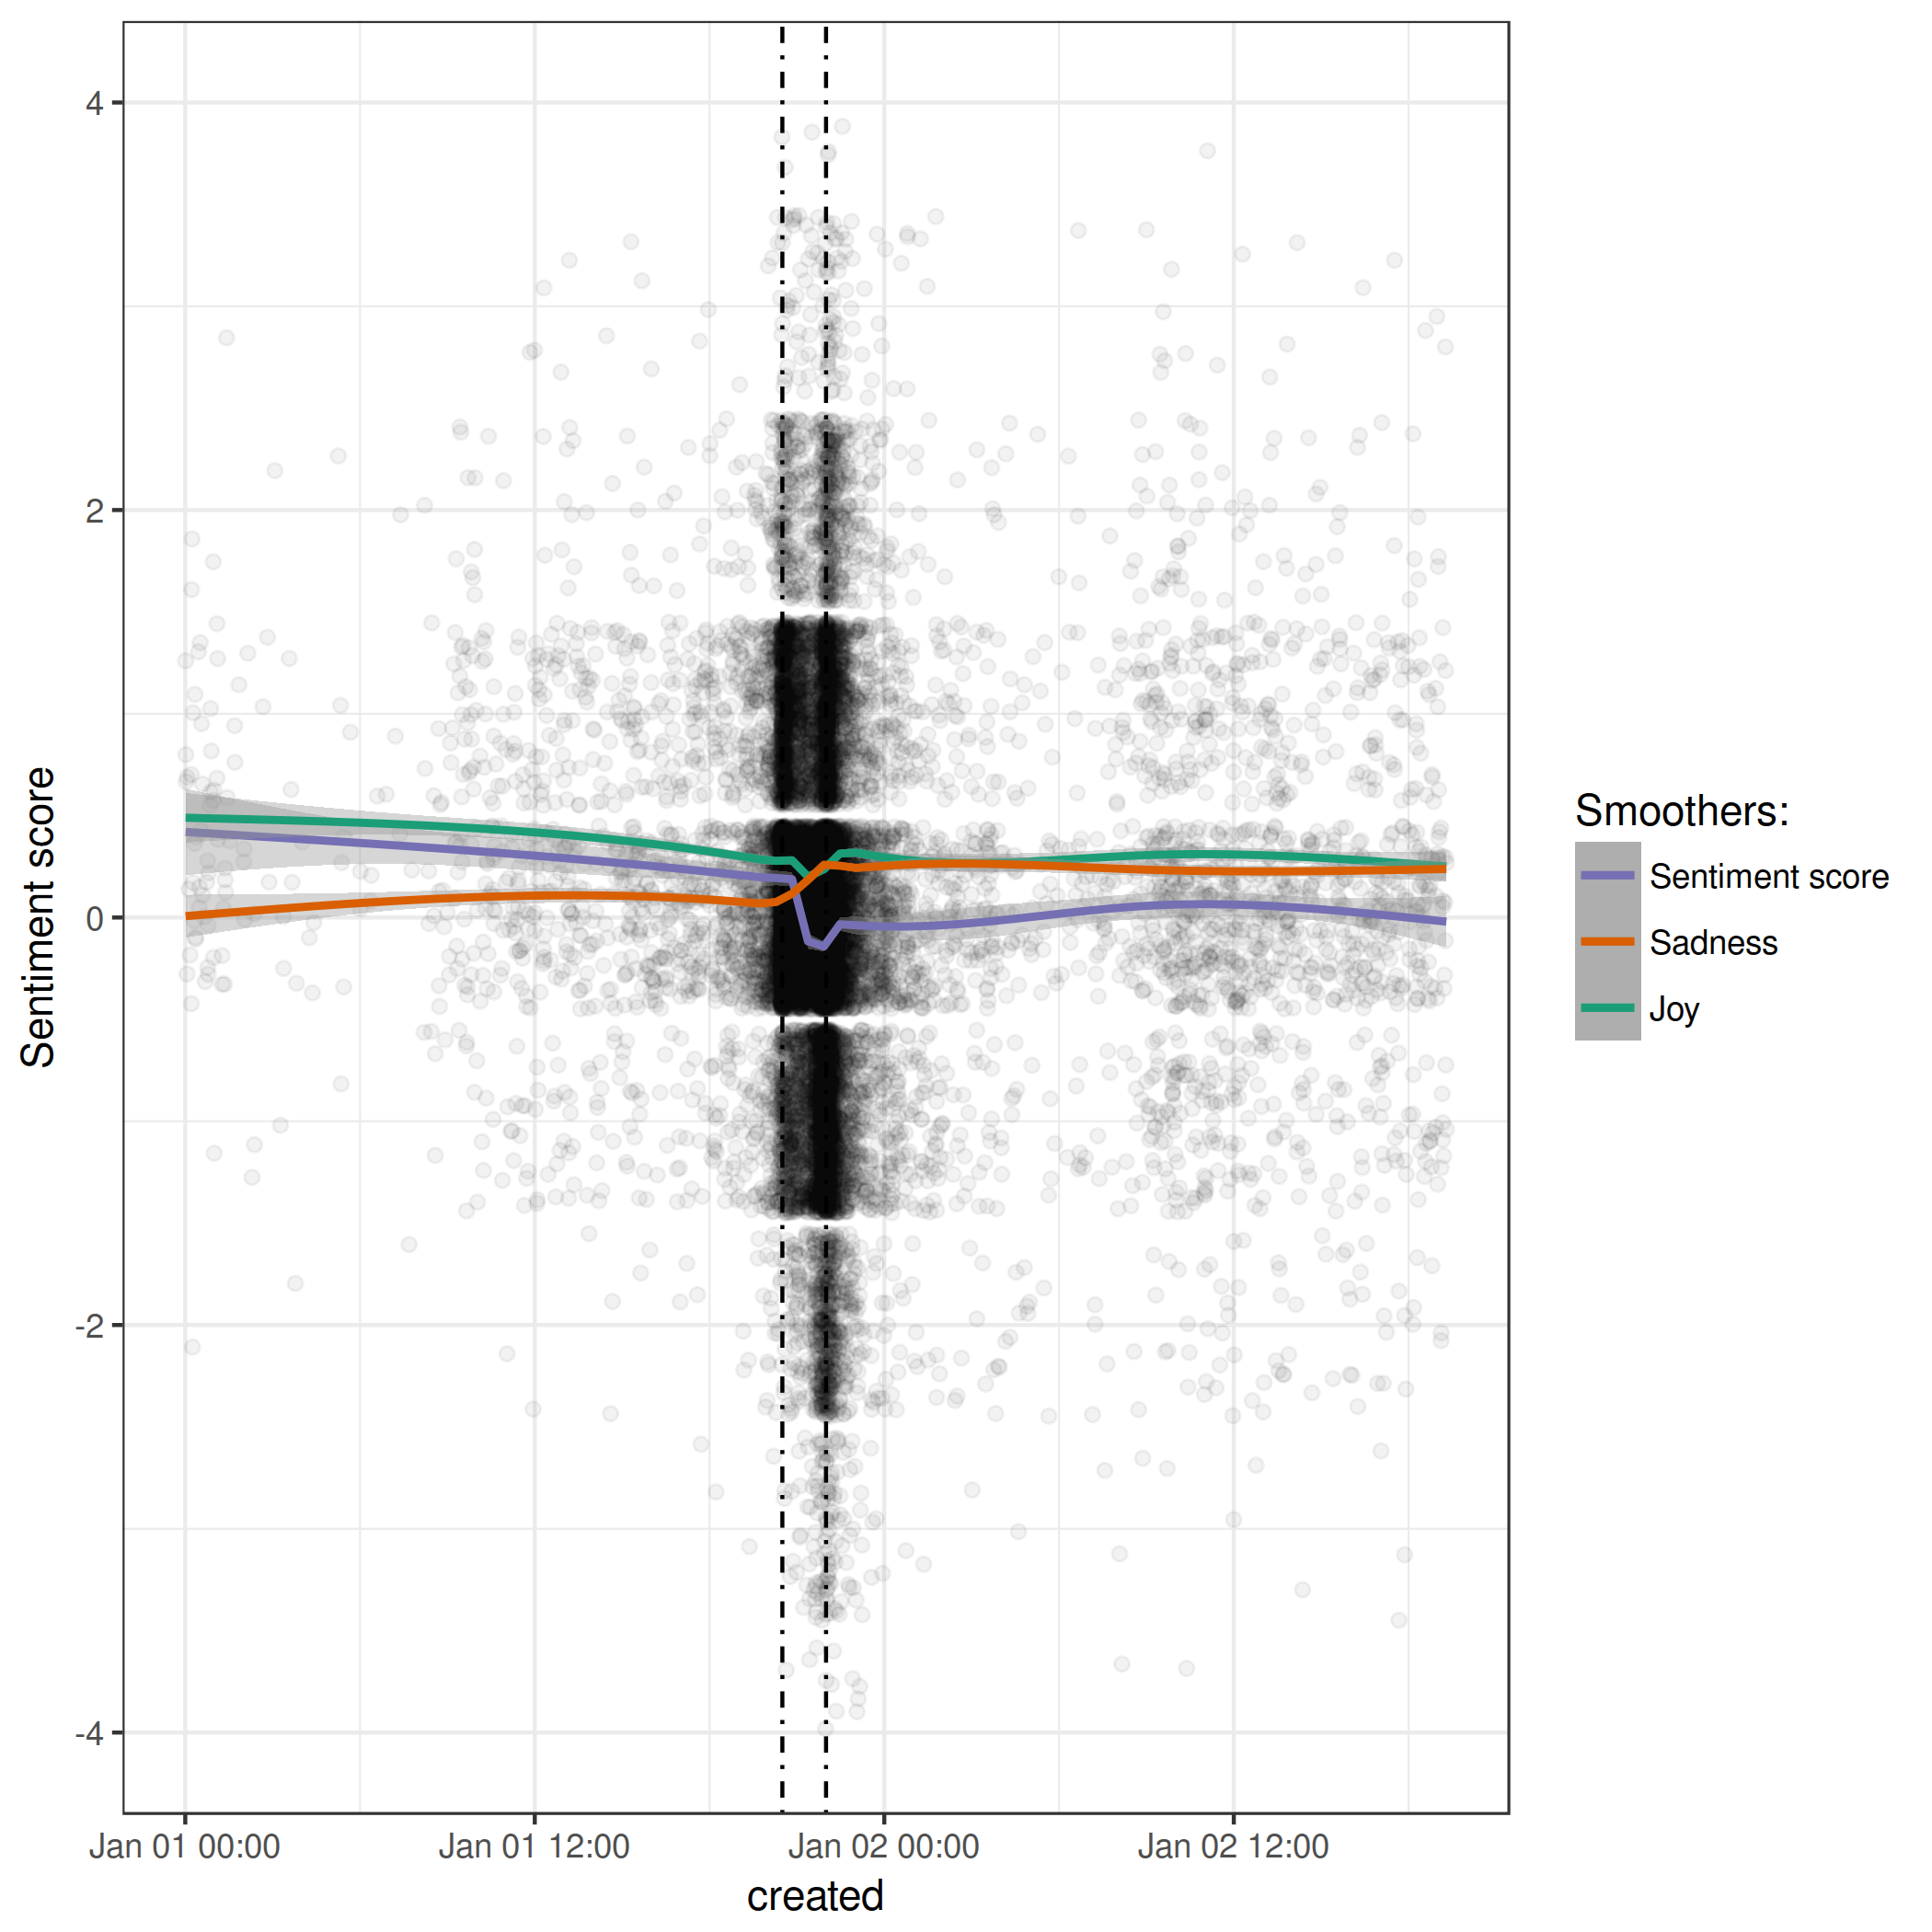 4
2
0
-2
-4
Sentiment score
Jan 01 00:00
Jan 01 12:00
Jan 02 00:00
Jan 02 12:00
created
Smoothers:
Sentiment score
Sadness
Joy